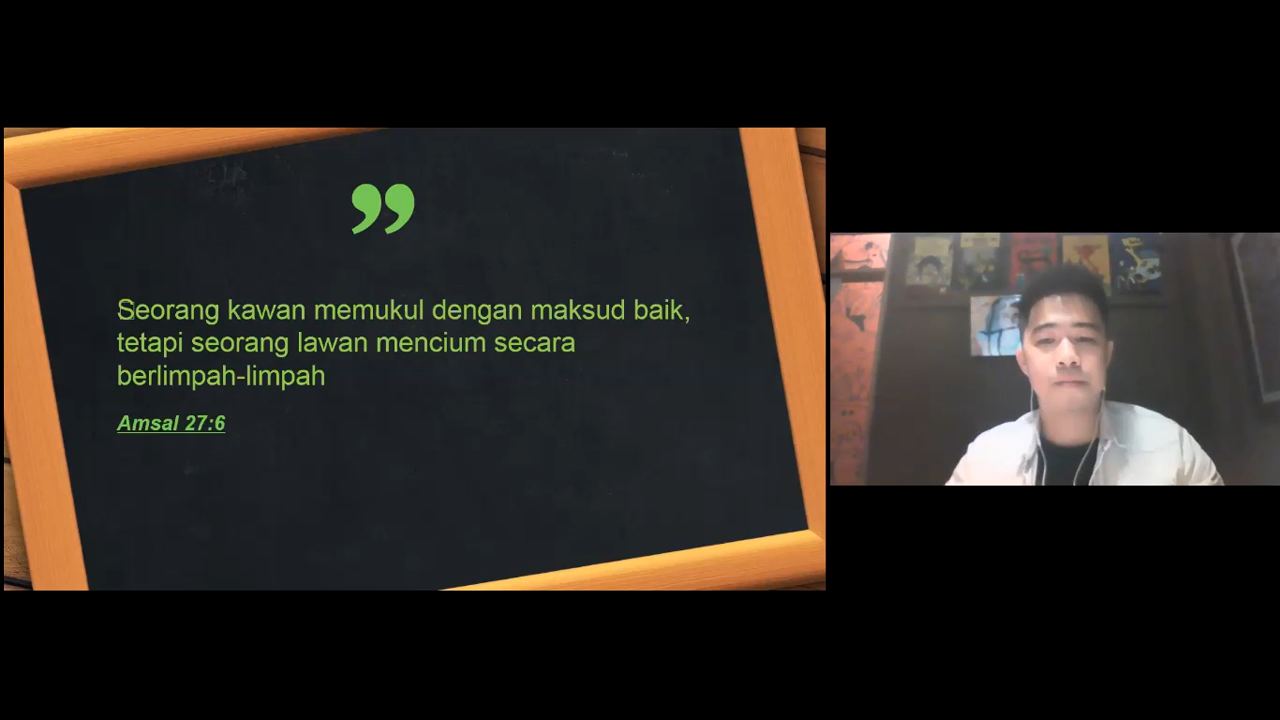 ”
Seorang kawan memukul dengan maksud baik,
tetapi seorang lawan mencium secara
berlimpah-limpah
Amsal 27:6